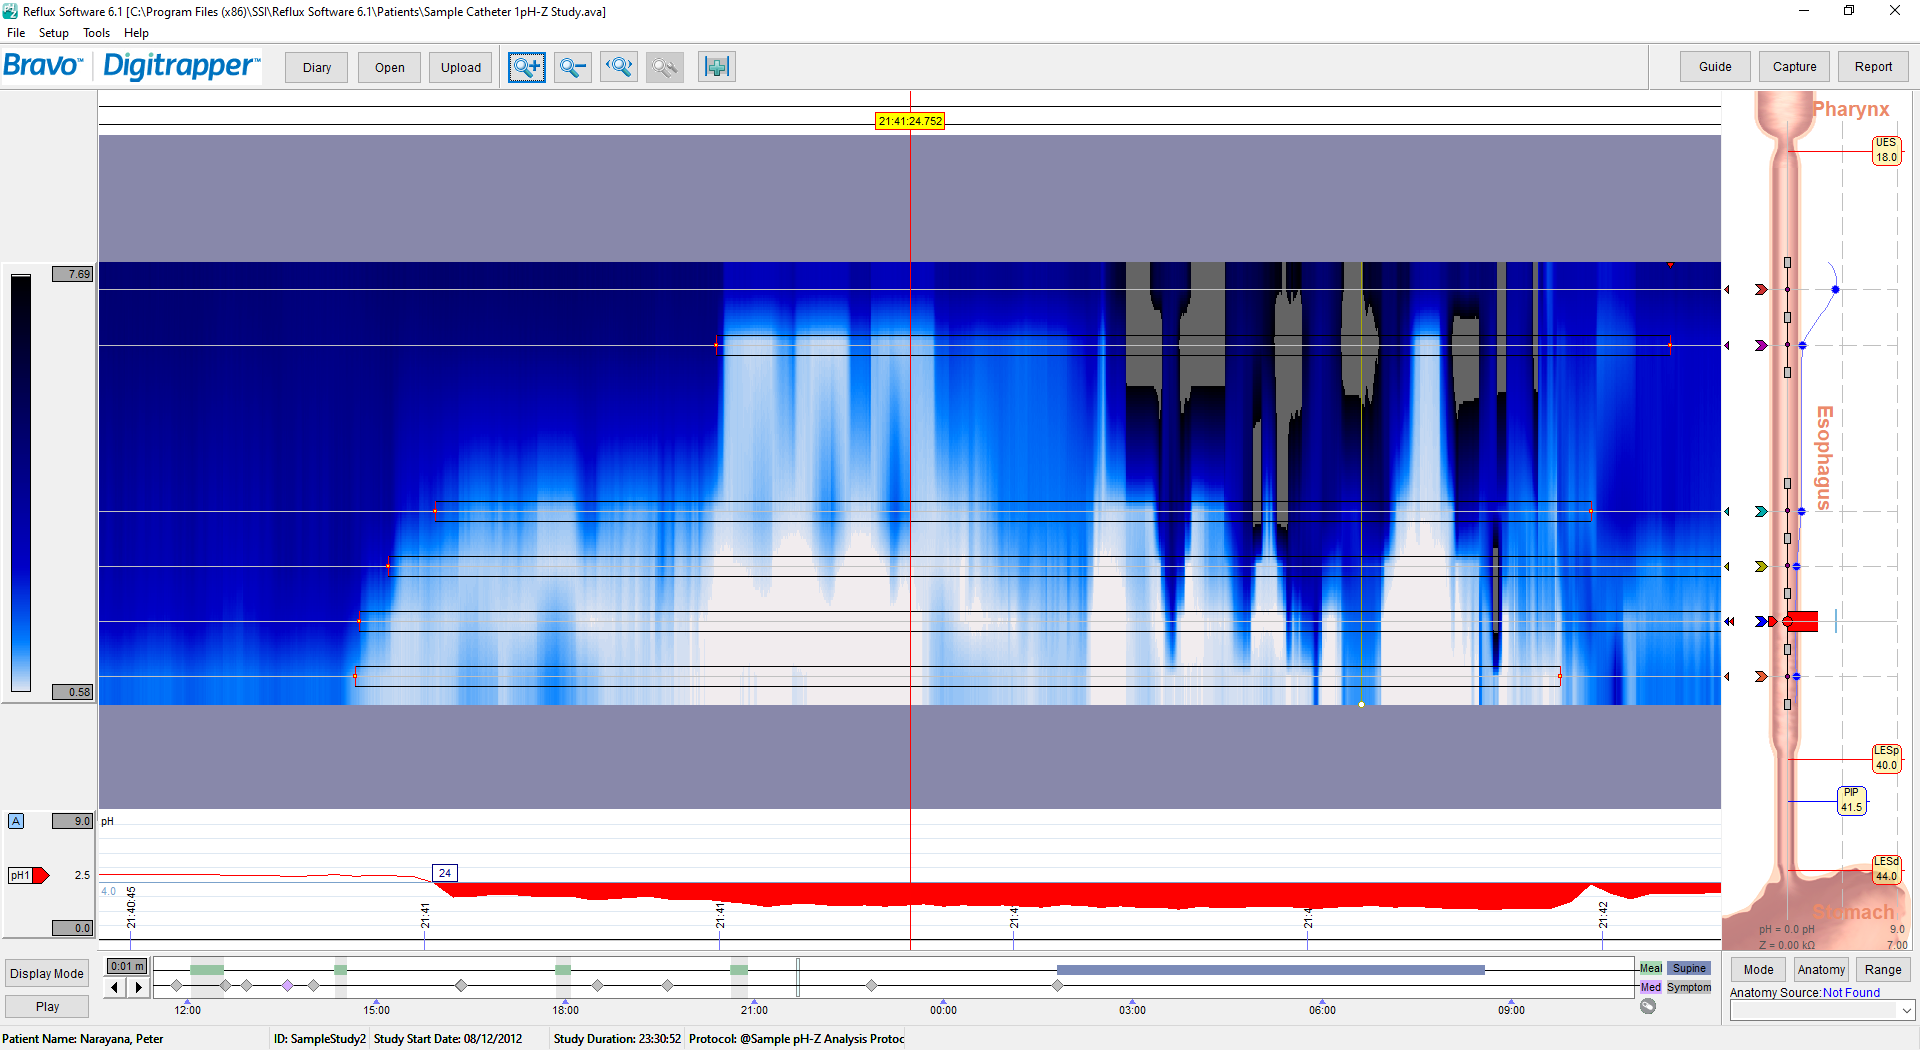 Reflux Software 6.1 [C:\Program Files (x86)\SSI\Reflux Software 6.1\Patients\Sample Catheter 1pH-Z Study.ava]
File Setup Tools Help
Bravo™ Digitrapper™ Diary Open Upload Guide Capture Report
Pharynx
21:41:24.752
UES
18.0
7.69
Esophagus
0.58
LESp
40.0
PIP
41.5
A 9.0 pH
24
pH1 2.5
4.0
LESd
44.0
0.0
21:40:45 21:41 21:41 21:4 21:4 21:42
Stomach
pH = 0.0 pH 9.0
Z = 0.00 kΩ 7.00
Display Mode 0:01 m Meal Supine Mode Anatomy Range
Med Symptom
Anatomy Source: Not Found
Play 12:00 15:00 18:00 21:00 00:00 03:00 06:00 09:00
Patient Name: Narayana, Peter ID: SampleStudy2 Study Start Date: 08/12/2012 Study Duration: 23:30:52 Protocol: @Sample pH-Z Analysis Protoc